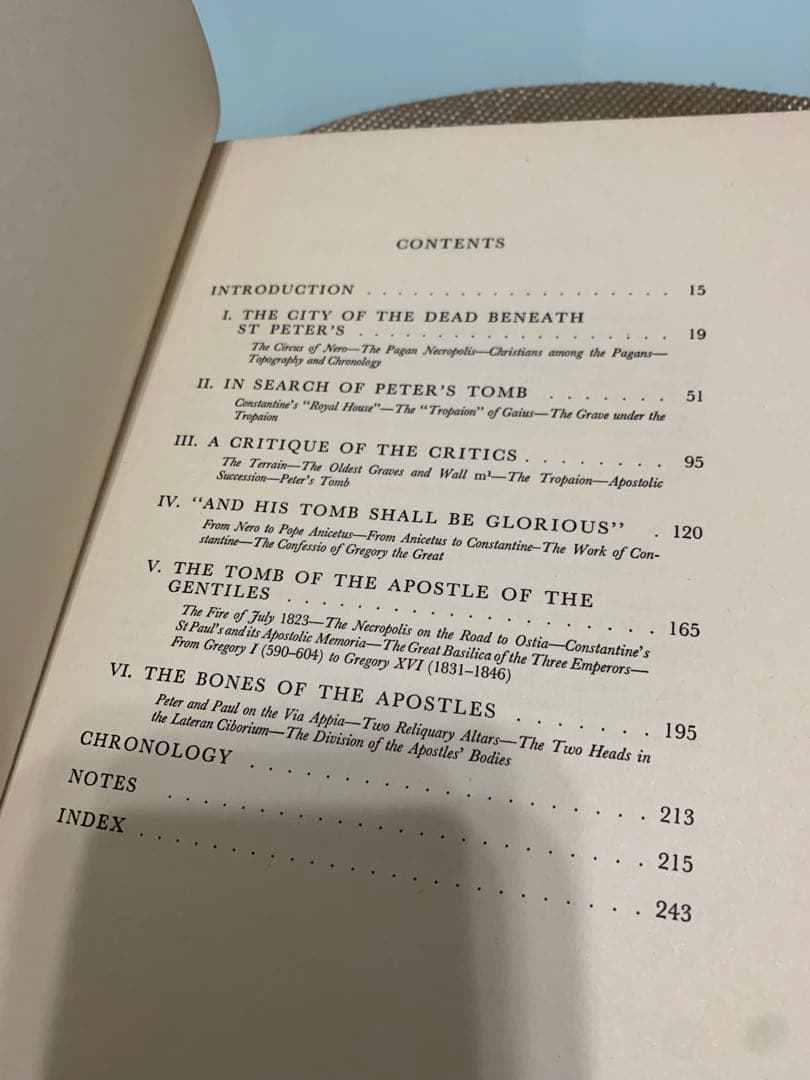 CONTENTS
INTRODUCTION . . . . . . . . . . . . . . . . . . . 15
I. THE CITY OF THE DEAD BENEATH
ST PETER'S . . . . . . . . . . . . . . . . . . 19
The Circus of Nero—The Pagan Necropolis—Christians among the Pagans—
Topography and Chronology
II. IN SEARCH OF PETER'S TOMB . . . . . . . 51
Constantine's "Royal House"—The "Tropaion" of Gaius—The Grave under the
Tropaion
III. A CRITIQUE OF THE CRITICS . . . . . . . . 95
The Terrain—The Oldest Graves and Wall m¹—The Tropaion—Apostolic
Succession—Peter's Tomb
IV. "AND HIS TOMB SHALL BE GLORIOUS" . 120
From Nero to Pope Anicetus—From Anicetus to Constantine—The Work of Con-
stantine—The Confessio of Gregory the Great
V. THE TOMB OF THE APOSTLE OF THE
GENTILES . . . . . . . . . . . . . . . . . . 165
The Fire of July 1823—The Necropolis on the Road to Ostia—Constantine's
St Paul's and its Apostolic Memoria—The Great Basilica of the Three Emperors—
From Gregory I (590–604) to Gregory XVI (1831–1846)
VI. THE BONES OF THE APOSTLES . . . . . . . 195
Peter and Paul on the Via Appia—Two Reliquary Altars—The Two Heads in
the Lateran Ciborium—The Division of the Apostles' Bodies
CHRONOLOGY . . . . . . . . . . . . . . . . . . 213
NOTES . . . . . . . . . . . . . . . . . . . 215
INDEX . . . . . . . . . . . . . . . . . . . 243